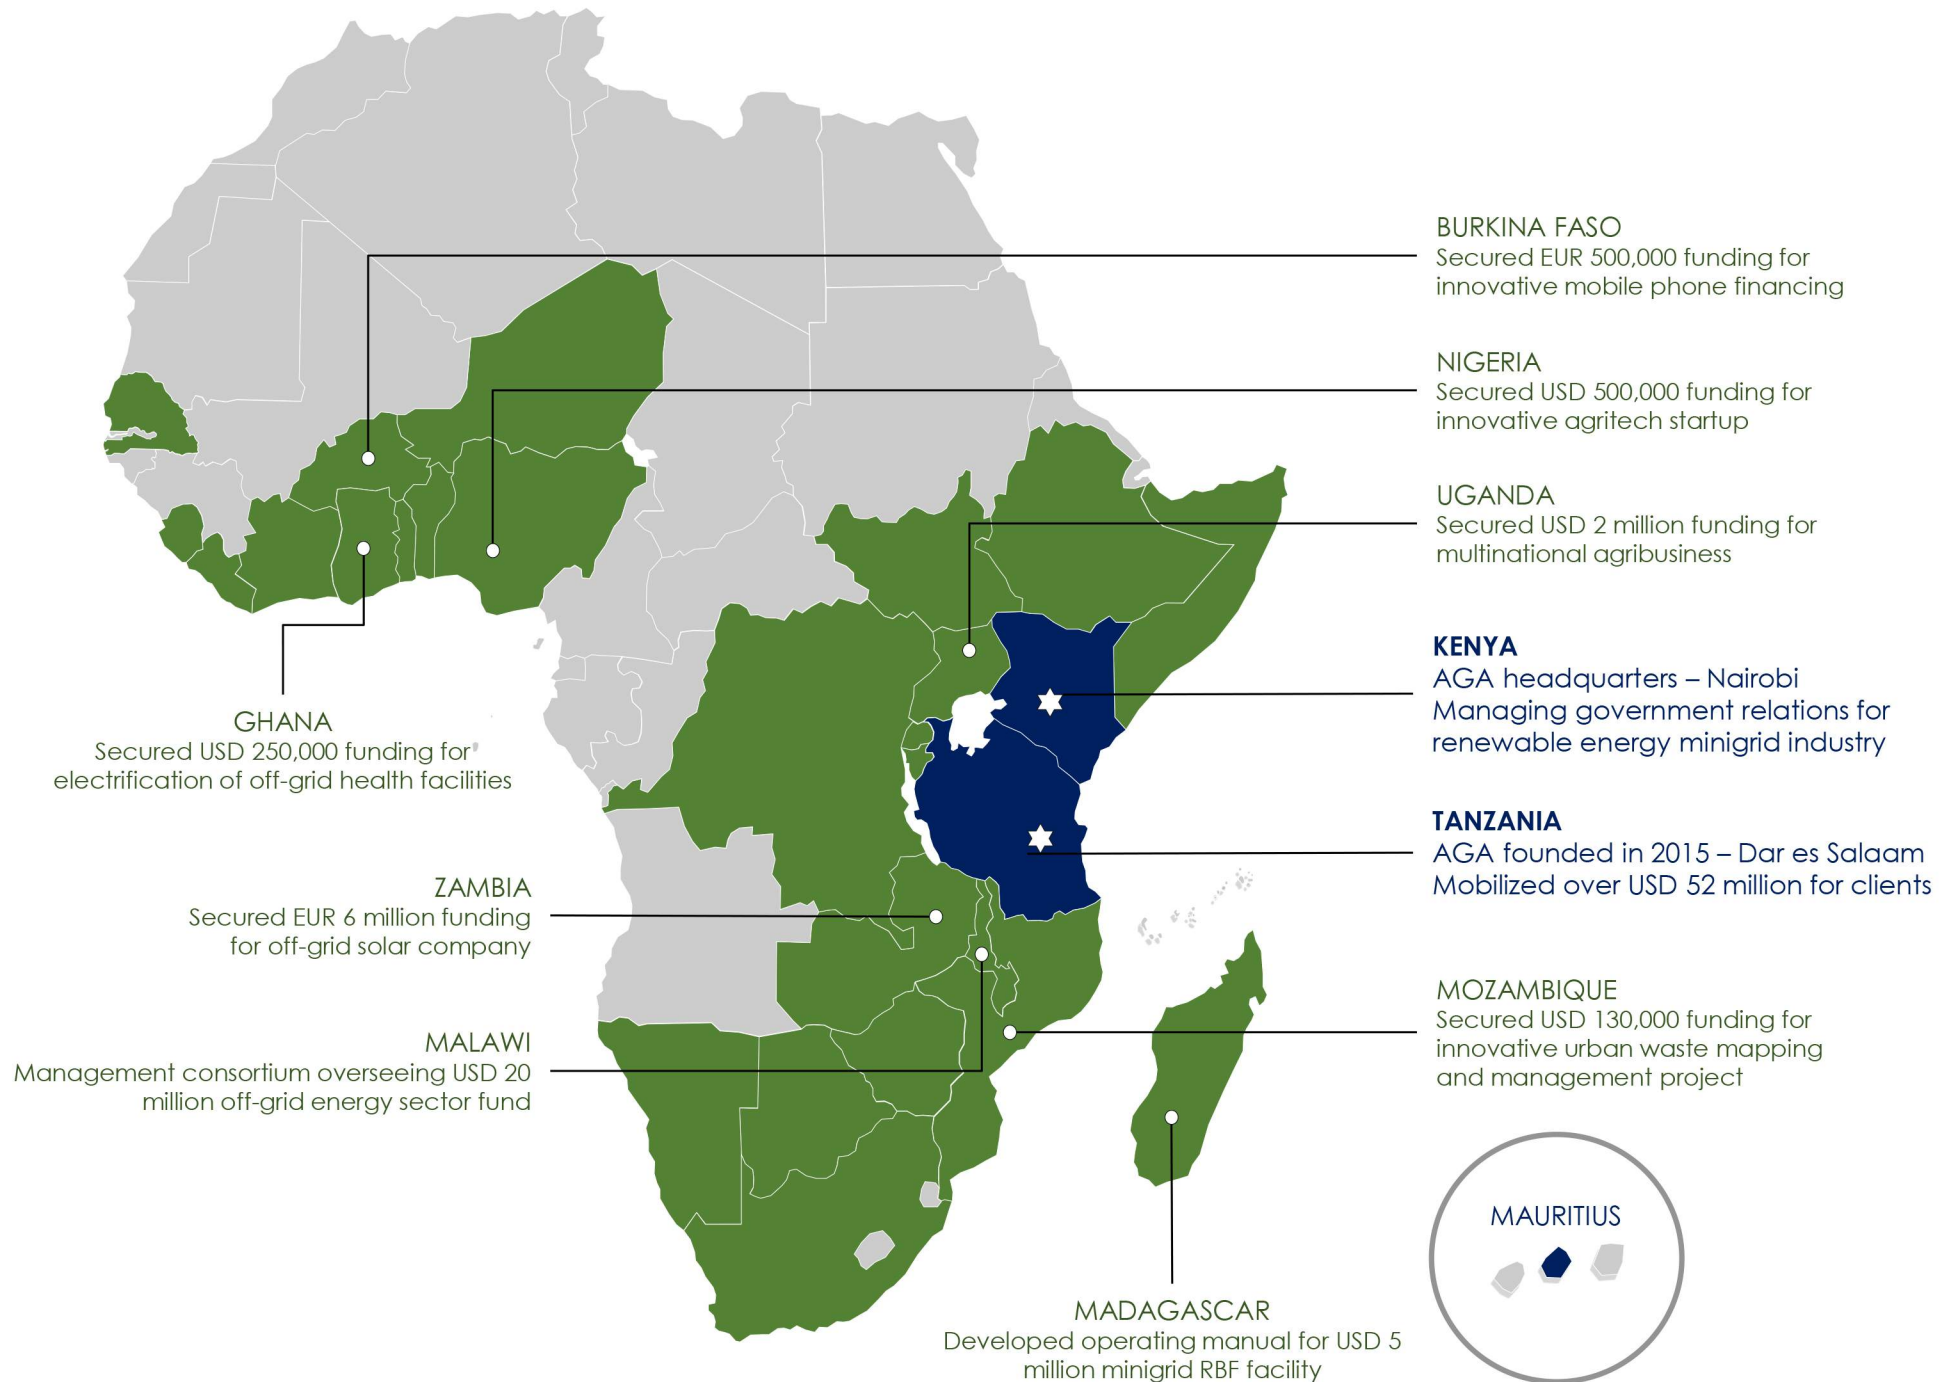 BURKINA FASO
Secured EUR 500,000 funding for
innovative mobile phone financing
NIGERIA
Secured USD 500,000 funding for
innovative agritech startup
UGANDA
Secured USD 2 million funding for
multinational agribusiness
KENYA
AGA headquarters – Nairobi
Managing government relations for
renewable energy minigrid industry
TANZANIA
AGA founded in 2015 – Dar es Salaam
Mobilized over USD 52 million for clients
MOZAMBIQUE
Secured USD 130,000 funding for
innovative urban waste mapping
and management project
MAURITIUS
GHANA
Secured USD 250,000 funding for
electrification of off-grid health facilities
ZAMBIA
Secured EUR 6 million funding
for off-grid solar company
MALAWI
Management consortium overseeing USD 20
million off-grid energy sector fund
MADAGASCAR
Developed operating manual for USD 5
million minigrid RBF facility